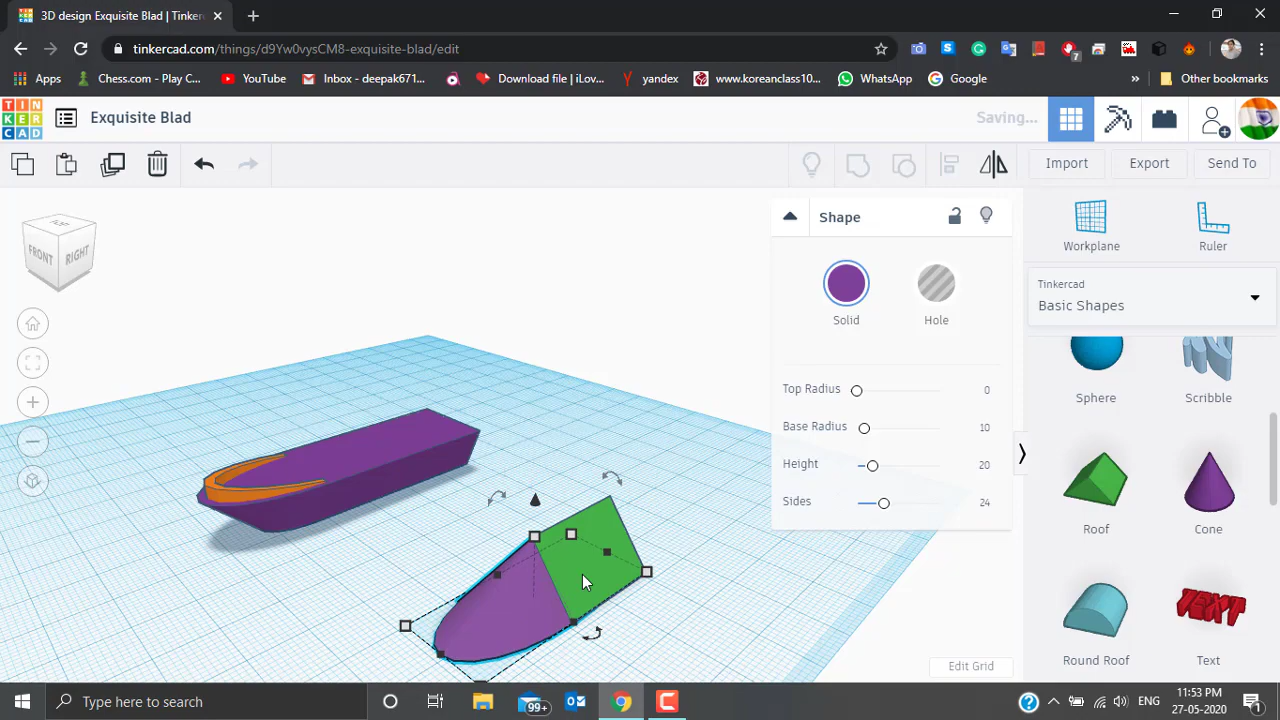 3D design Exquisite Blad | Tinker
tinkercad.com/things/d9Yw0vysCM8-exquisite-blad/edit
7
Apps
Chess.com - Play C...
YouTube
Inbox - deepak671...
Download file | iLov...
yandex
www.koreanclass10...
WhatsApp
Google
»
Other bookmarks
TIN
KER
CAD
Exquisite Blad
Saving...
Import
Export
Send To
TOP
FRONT
RIGHT
Shape
Solid
Hole
Top Radius
0
Base Radius
10
Height
20
Sides
24
Workplane
Ruler
Tinkercad
Basic Shapes
Sphere
Scribble
Roof
Cone
TEXT
Round Roof
Text
Edit Grid
Type here to search
99+
ENG
11:53 PM
27-05-2020
1